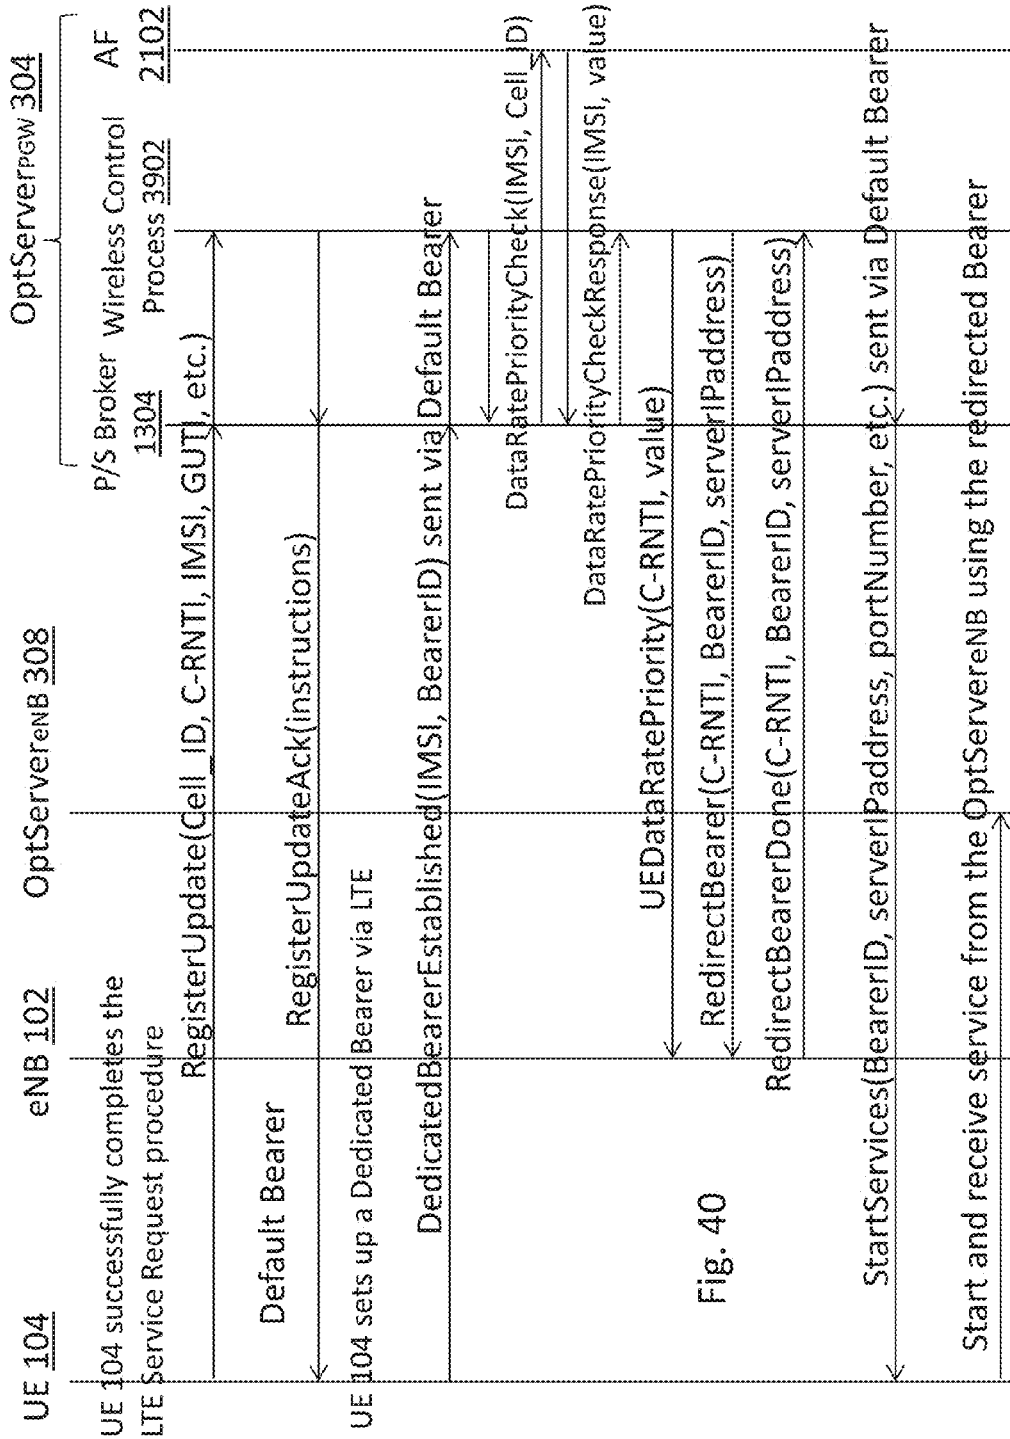 OptServerPGW 304
UE 104
eNB 102
OptServereNB 308
P/S Broker
1304
Wireless Control
Process 3902
AF
2102
UE 104 successfully completes the
LTE Service Request procedure
RegisterUpdate(Cell_ID, C-RNTI, IMSI, GUTI, etc.)
Default Bearer
RegisterUpdateAck(instructions)
UE 104 sets up a Dedicated Bearer via LTE
DedicatedBearerEstablished(IMSI, BearerID) sent via Default Bearer
DataRatePriorityCheck(IMSI, Cell_ID)
DataRatePriorityCheckResponse(IMSI, value)
UEDataRatePriority(C-RNTI, value)
RedirectBearer(C-RNTI, BearerID, serverIPaddress)
RedirectBearerDone(C-RNTI, BearerID, serverIPaddress)
StartServices(BearerID, serverIPaddress, portNumber, etc.) sent via Default Bearer
Start and receive service from the OptServereNB using the redirected Bearer
Fig. 40